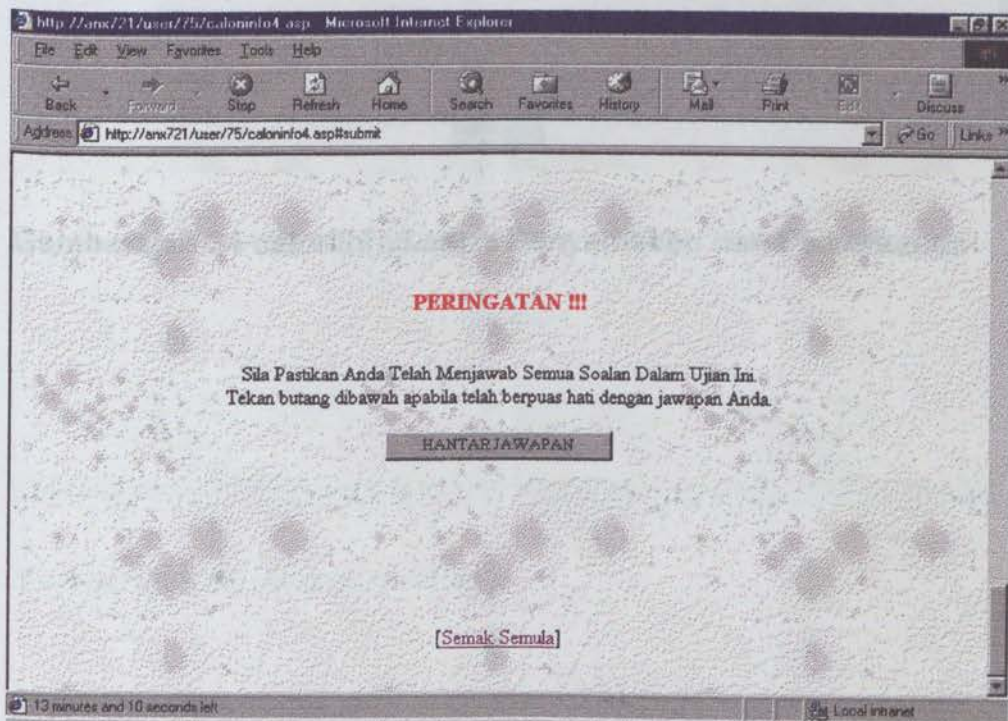 http://anx721/user/75/caloninfo4.asp - Microsoft Internet Explorer
File Edit View Favorites Tools Help
Back Forward Stop Refresh Home Search Favorites History Mail Print Edit Discuss
Address http://anx721/user/75/caloninfo4.asp#submit Go Links
PERINGATAN !!!
Sila Pastikan Anda Telah Menjawab Semua Soalan Dalam Ujian Ini.
Tekan butang dibawah apabila telah berpuas hati dengan jawapan Anda.
HANTAR JAWAPAN
[Semak Semula]
13 minutes and 10 seconds left Local intranet